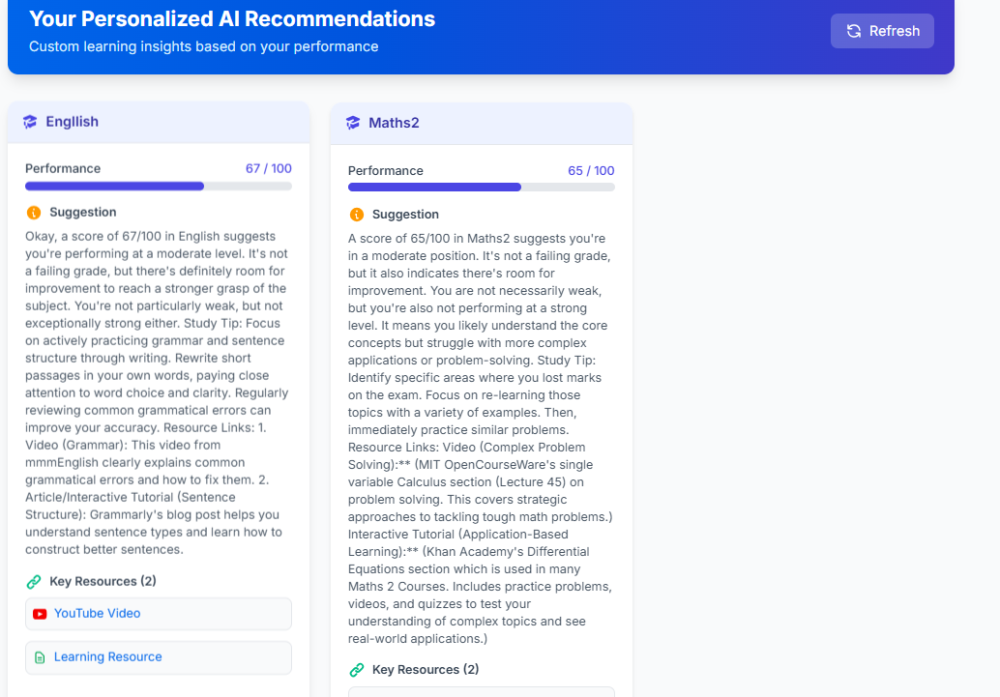 Your Personalized AI Recommendations
Custom learning insights based on your performance
Refresh
Engllish
Performance
67 / 100
Suggestion
Okay, a score of 67/100 in English suggests
you're performing at a moderate level. It's not
a failing grade, but there's definitely room for
improvement to reach a stronger grasp of the
subject. You're not particularly weak, but not
exceptionally strong either. Study Tip: Focus
on actively practicing grammar and sentence
structure through writing. Rewrite short
passages in your own words, paying close
attention to word choice and clarity. Regularly
reviewing common grammatical errors can
improve your accuracy. Resource Links: 1.
Video (Grammar): This video from
mmmEnglish clearly explains common
grammatical errors and how to fix them. 2.
Article/Interactive Tutorial (Sentence
Structure): Grammarly's blog post helps you
understand sentence types and learn how to
construct better sentences.
Key Resources (2)
YouTube Video
Learning Resource
Maths2
Performance
65 / 100
Suggestion
A score of 65/100 in Maths2 suggests you're
in a moderate position. It's not a failing grade,
but it also indicates there's room for
improvement. You are not necessarily weak,
but you're also not performing at a strong
level. It means you likely understand the core
concepts but struggle with more complex
applications or problem-solving. Study Tip:
Identify specific areas where you lost marks
on the exam. Focus on re-learning those
topics with a variety of examples. Then,
immediately practice similar problems.
Resource Links: Video (Complex Problem
Solving):** (MIT OpenCourseWare's single
variable Calculus section (Lecture 45) on
problem solving. This covers strategic
approaches to tackling tough math problems.)
Interactive Tutorial (Application-Based
Learning):** (Khan Academy's Differential
Equations section which is used in many
Maths 2 Courses. Includes practice problems,
videos, and quizzes to test your
understanding of complex topics and see
real-world applications.)
Key Resources (2)